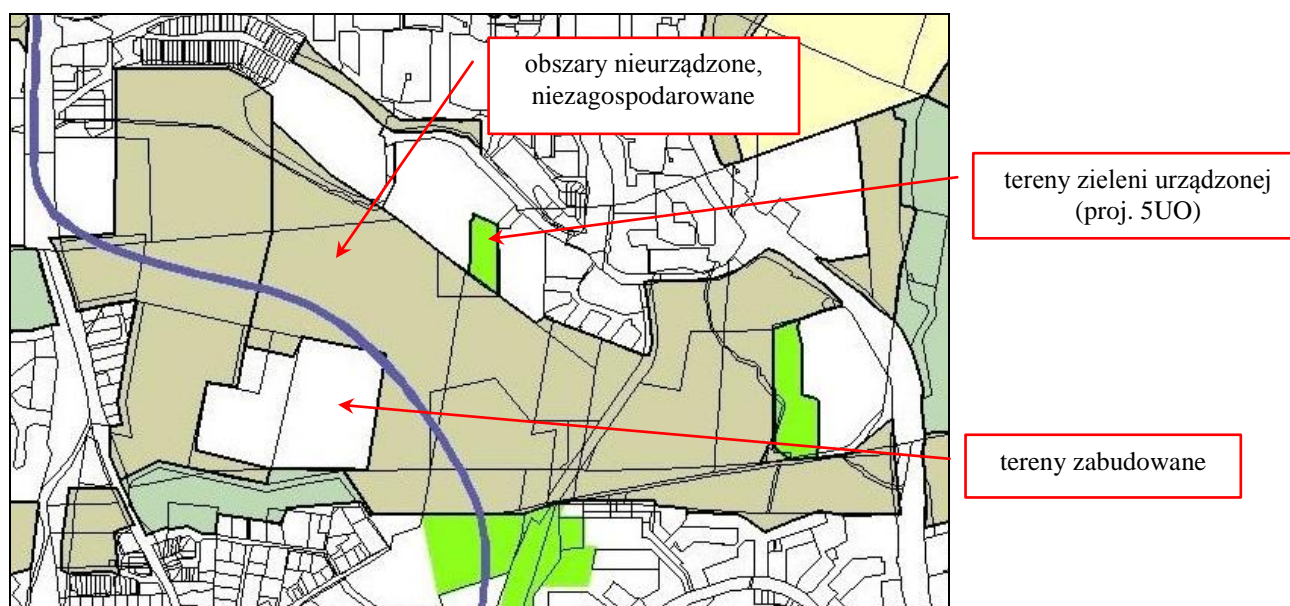 obszary nieurządzone,
niezagospodarowane
tereny zieleni urządzonej
(proj. 5UO)
tereny zabudowane